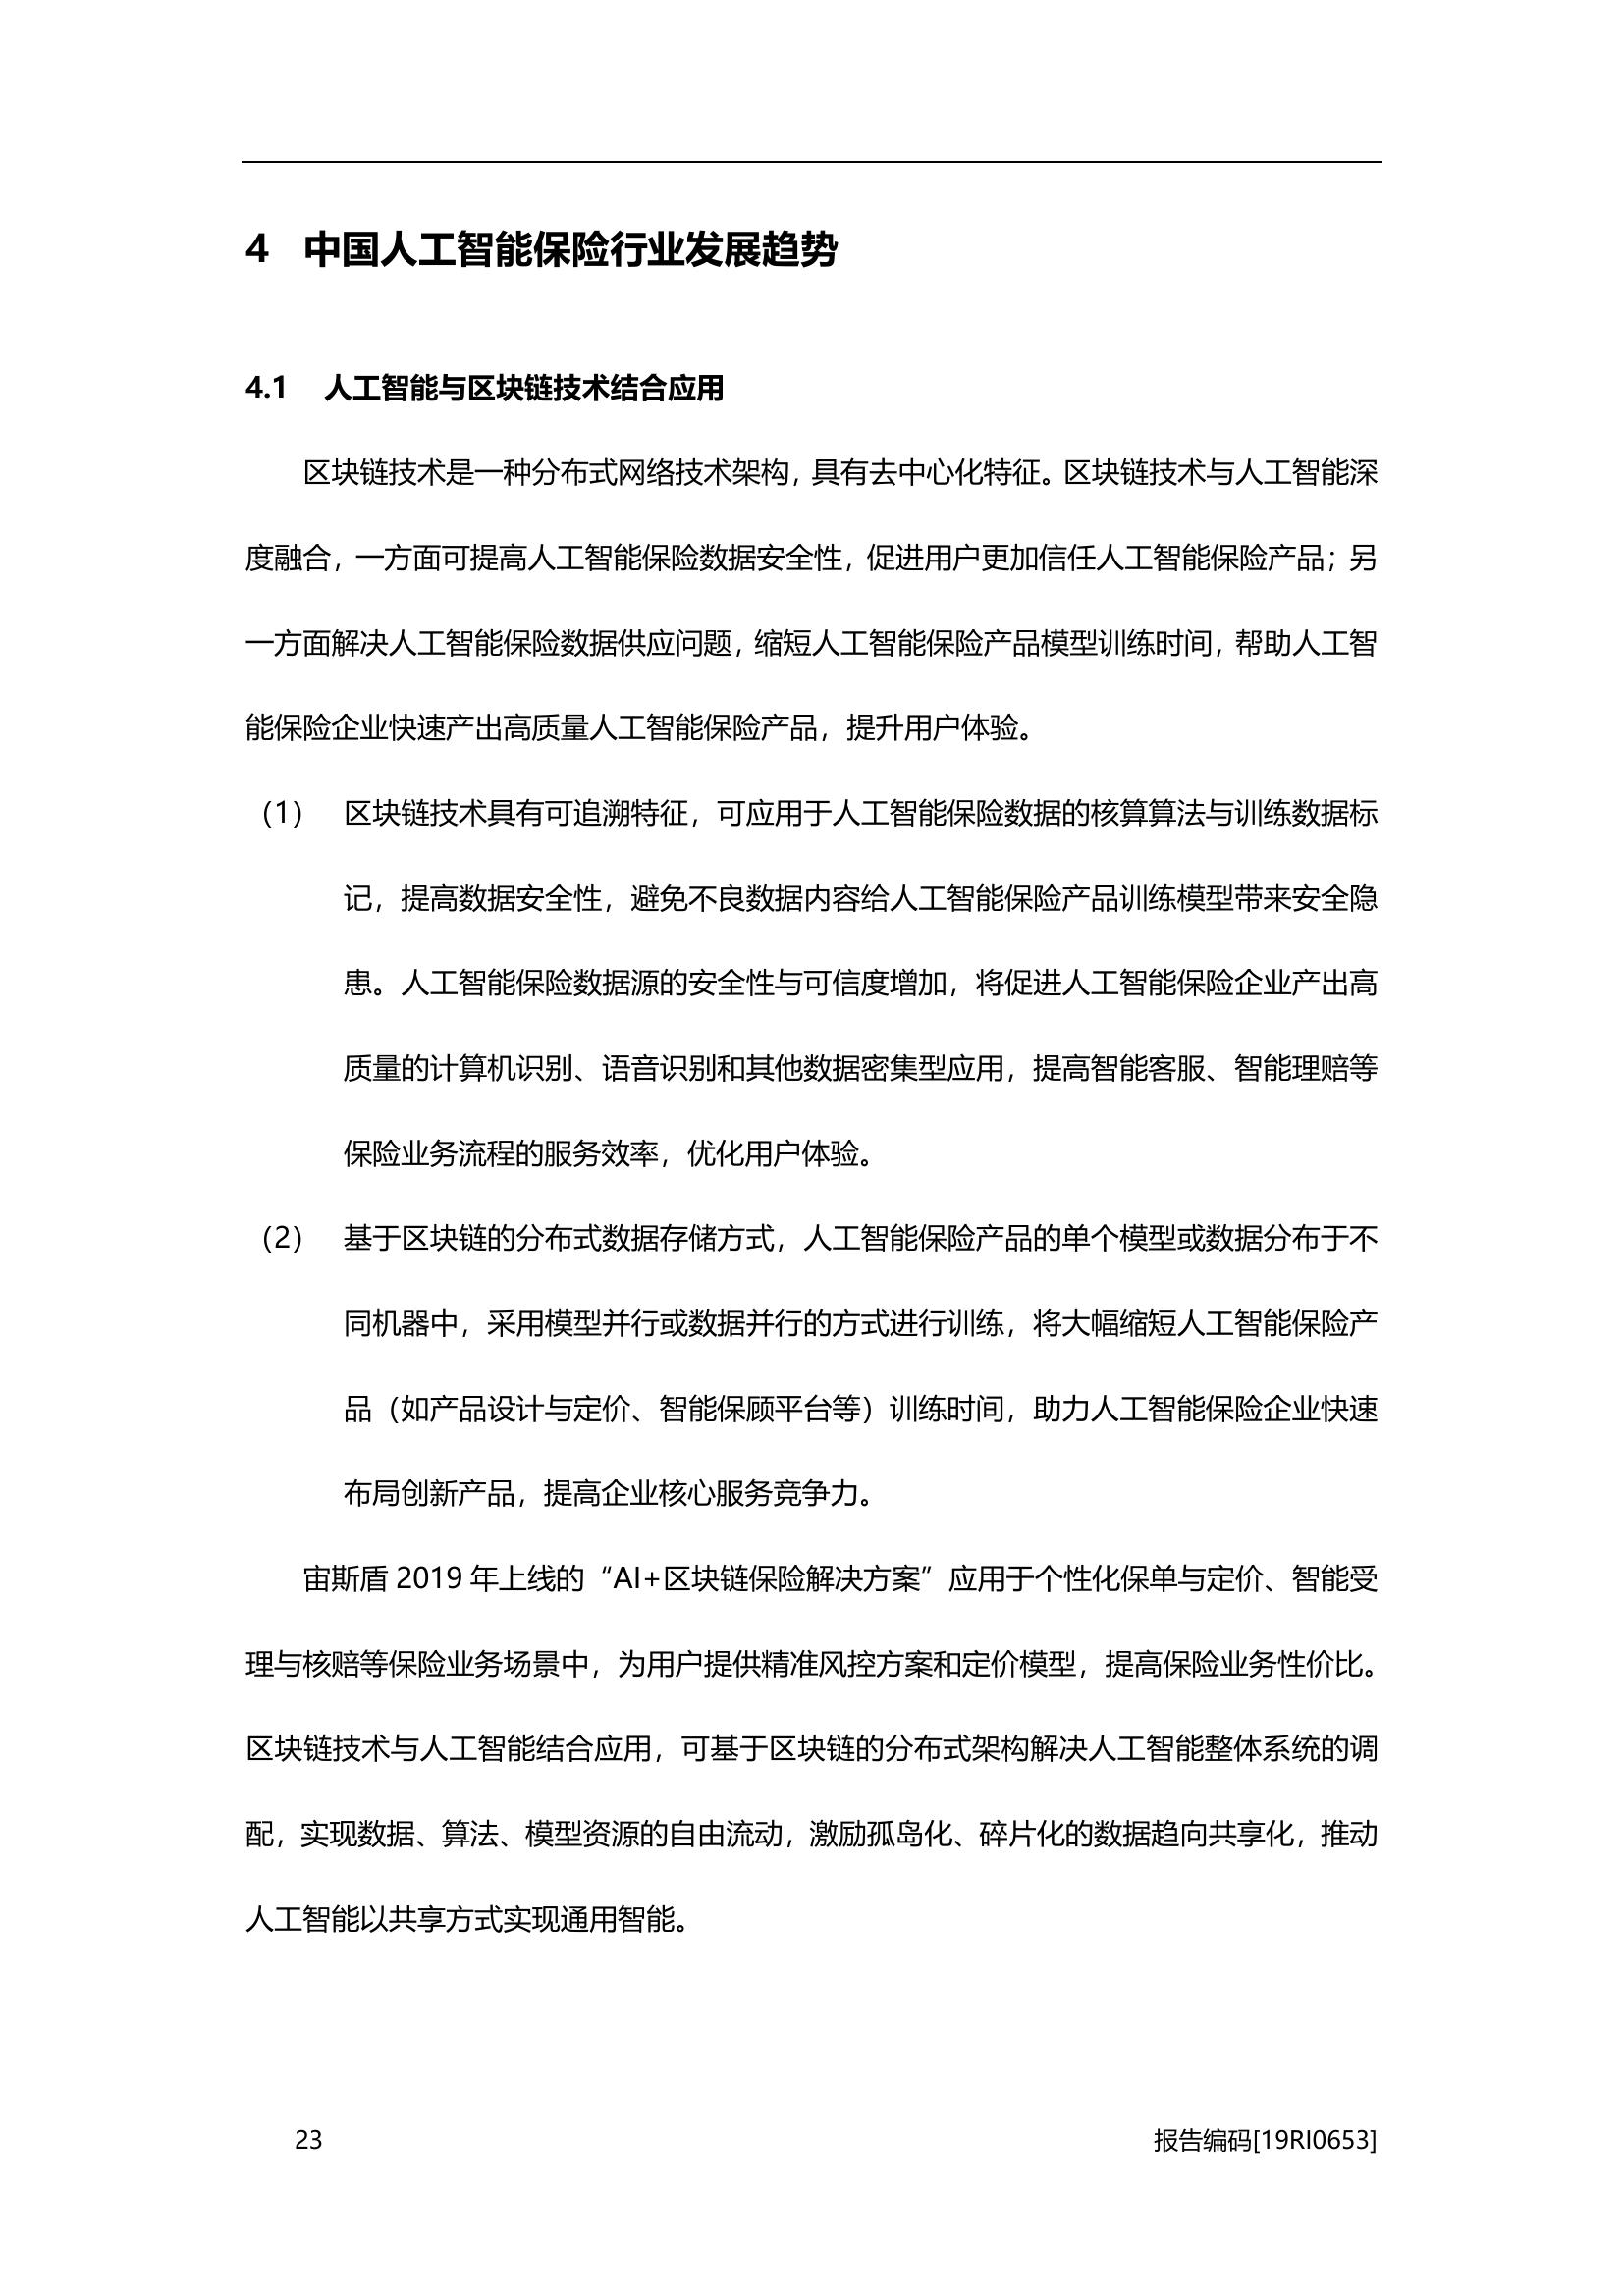 4 中国人工智能保险行业发展趋势
4.1 人工智能与区块链技术结合应用
区块链技术是一种分布式网络技术架构，具有去中心化特征。区块链技术与人工智能深
度融合，一方面可提高人工智能保险数据安全性，促进用户更加信任人工智能保险产品；另
一方面解决人工智能保险数据供应问题，缩短人工智能保险产品模型训练时间，帮助人工智
能保险企业快速产出高质量人工智能保险产品，提升用户体验。
（1） 区块链技术具有可追溯特征，可应用于人工智能保险数据的核算算法与训练数据标
记，提高数据安全性，避免不良数据内容给人工智能保险产品训练模型带来安全隐
患。人工智能保险数据源的安全性与可信度增加，将促进人工智能保险企业产出高
质量的计算机识别、语音识别和其他数据密集型应用，提高智能客服、智能理赔等
保险业务流程的服务效率，优化用户体验。
（2） 基于区块链的分布式数据存储方式，人工智能保险产品的单个模型或数据分布于不
同机器中，采用模型并行或数据并行的方式进行训练，将大幅缩短人工智能保险产
品（如产品设计与定价、智能保顾平台等）训练时间，助力人工智能保险企业快速
布局创新产品，提高企业核心服务竞争力。
宙斯盾 2019 年上线的“AI+区块链保险解决方案”应用于个性化保单与定价、智能受
理与核赔等保险业务场景中，为用户提供精准风控方案和定价模型，提高保险业务性价比。
区块链技术与人工智能结合应用，可基于区块链的分布式架构解决人工智能整体系统的调
配，实现数据、算法、模型资源的自由流动，激励孤岛化、碎片化的数据趋向共享化，推动
人工智能以共享方式实现通用智能。
23 报告编码[19RI0653]